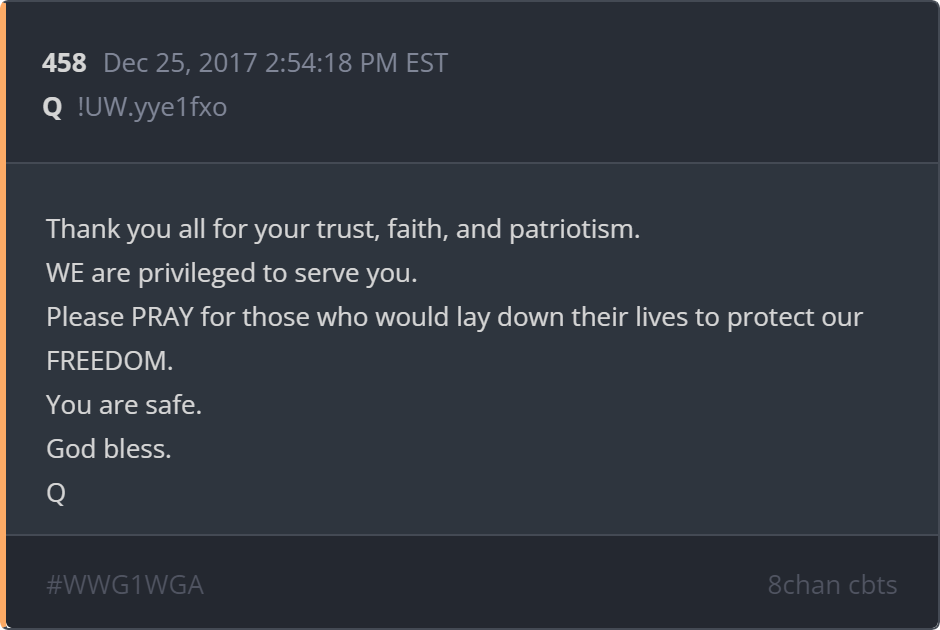 458 Dec 25, 2017 2:54:18 PM EST
Q !UW.yye1fxo
Thank you all for your trust, faith, and patriotism.
WE are privileged to serve you.
Please PRAY for those who would lay down their lives to protect our
FREEDOM.
You are safe.
God bless.
Q
#WWG1WGA 8chan cbts